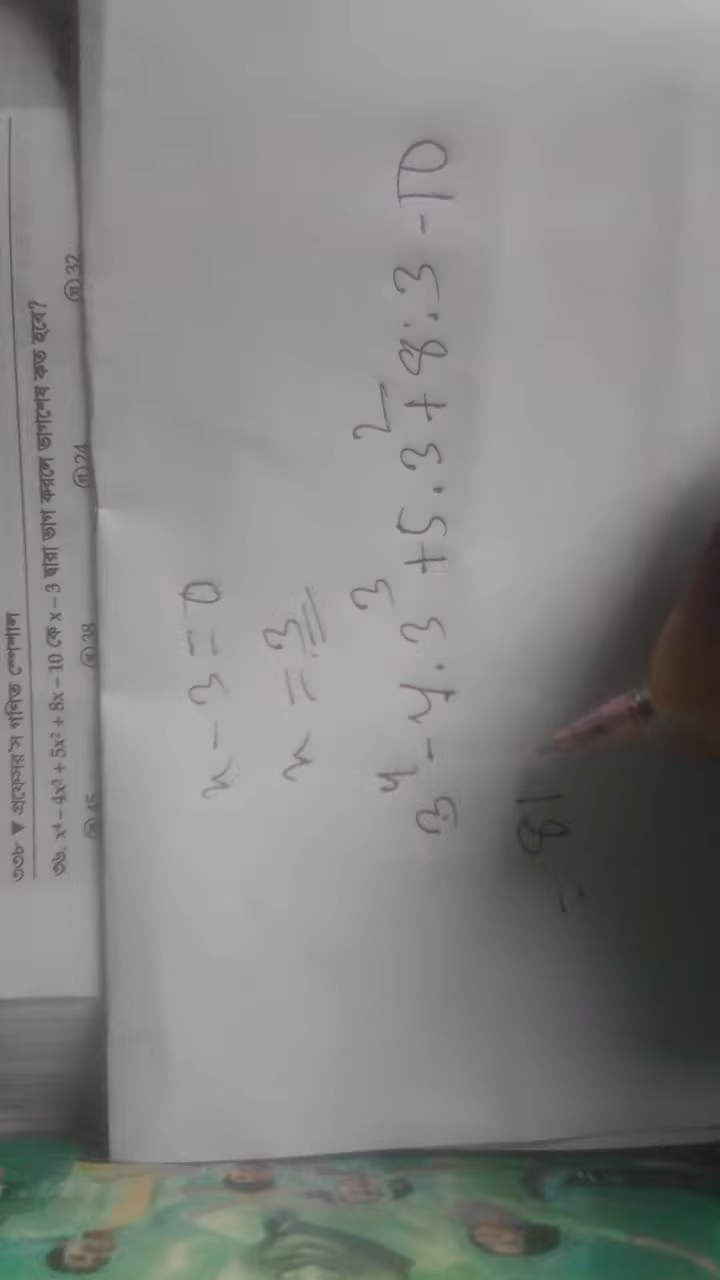 ৩৩৮ ▼ প্রফেসর'স গণিত স্পেশাল
৩৬. x⁴ – 4x³ + 5x² + 8x – 10 কে x – 3 দ্বারা ভাগ করলে ভাগশেষ কত হবে?
38 24 32
x - 3 = 0
x = 3
3⁴ - 4.3³ + 5.3² + 8.3 - 10
= 81